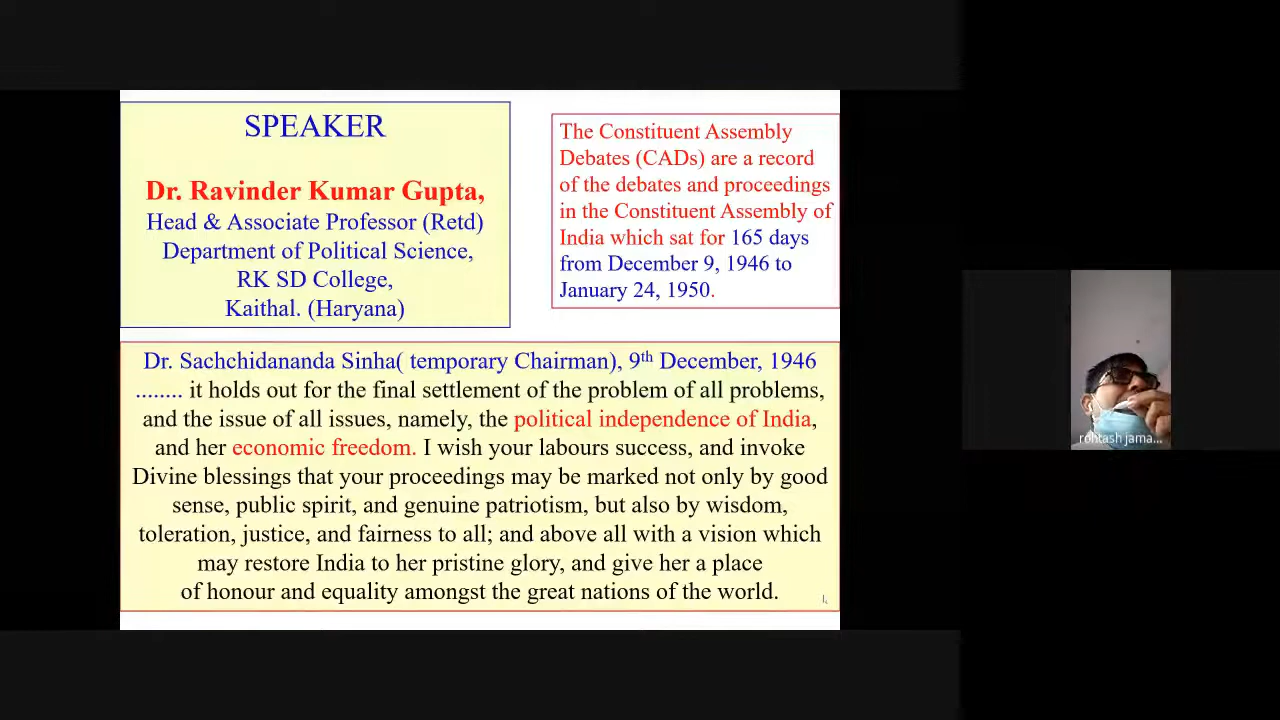 SPEAKER
Dr. Ravinder Kumar Gupta,
Head & Associate Professor (Retd)
Department of Political Science,
RK SD College,
Kaithal. (Haryana)
The Constituent Assembly
Debates (CADs) are a record
of the debates and proceedings
in the Constituent Assembly of
India which sat for 165 days
from December 9, 1946 to
January 24, 1950.
Dr. Sachchidananda Sinha( temporary Chairman), 9th December, 1946
........ it holds out for the final settlement of the problem of all problems,
and the issue of all issues, namely, the political independence of India,
and her economic freedom. I wish your labours success, and invoke
Divine blessings that your proceedings may be marked not only by good
sense, public spirit, and genuine patriotism, but also by wisdom,
toleration, justice, and fairness to all; and above all with a vision which
may restore India to her pristine glory, and give her a place
of honour and equality amongst the great nations of the world.
rohtash jama...